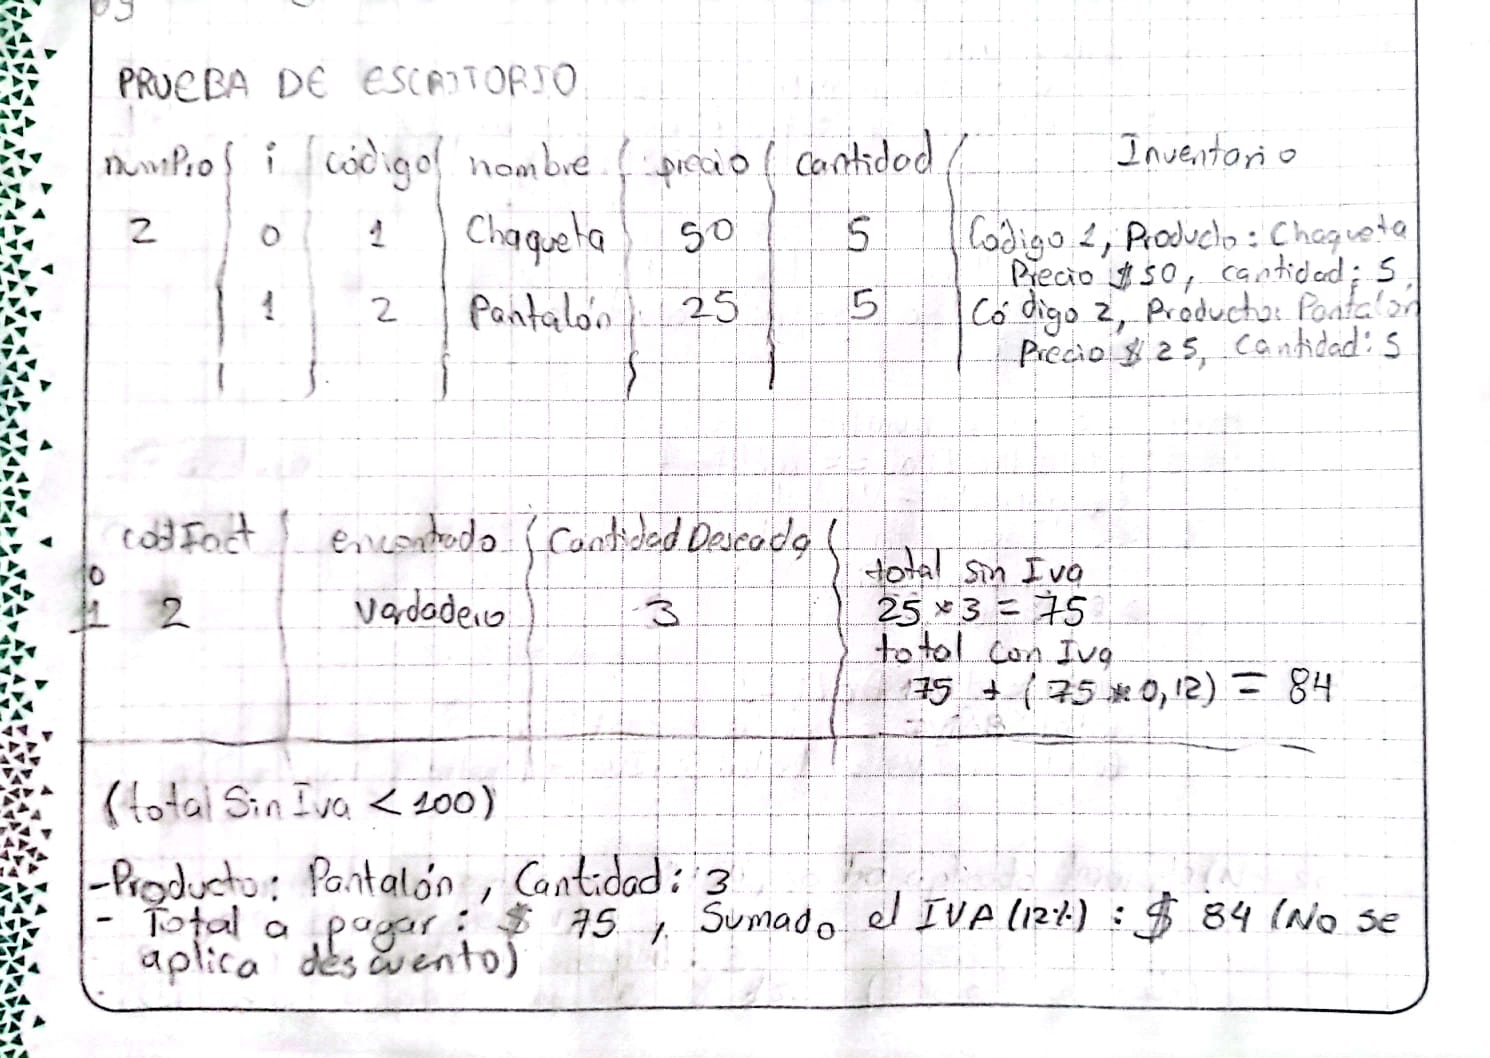 PRUEBA DE ESCRITORIO
numPro i código nombre precio cantidad Inventario
2 0 1 Chaqueta 50 5 Código 1, Producto: Chaqueta
Precio $50, cantidad: 5,
1 2 Pantalón 25 5 Código 2, Producto: Pantalón
Precio $25, Cantidad: 5
codFact encontrado Cantidad Deseada
total sin Iva
0
1 2 Verdadero 3 25 * 3 = 75
total con Iva
75 + (75 * 0,12) = 84
(total Sin Iva < 100)
-Producto: Pantalón, Cantidad: 3
- Total a pagar: $ 75, Sumado el IVA (12%) : $ 84 (No se
aplica descuento)